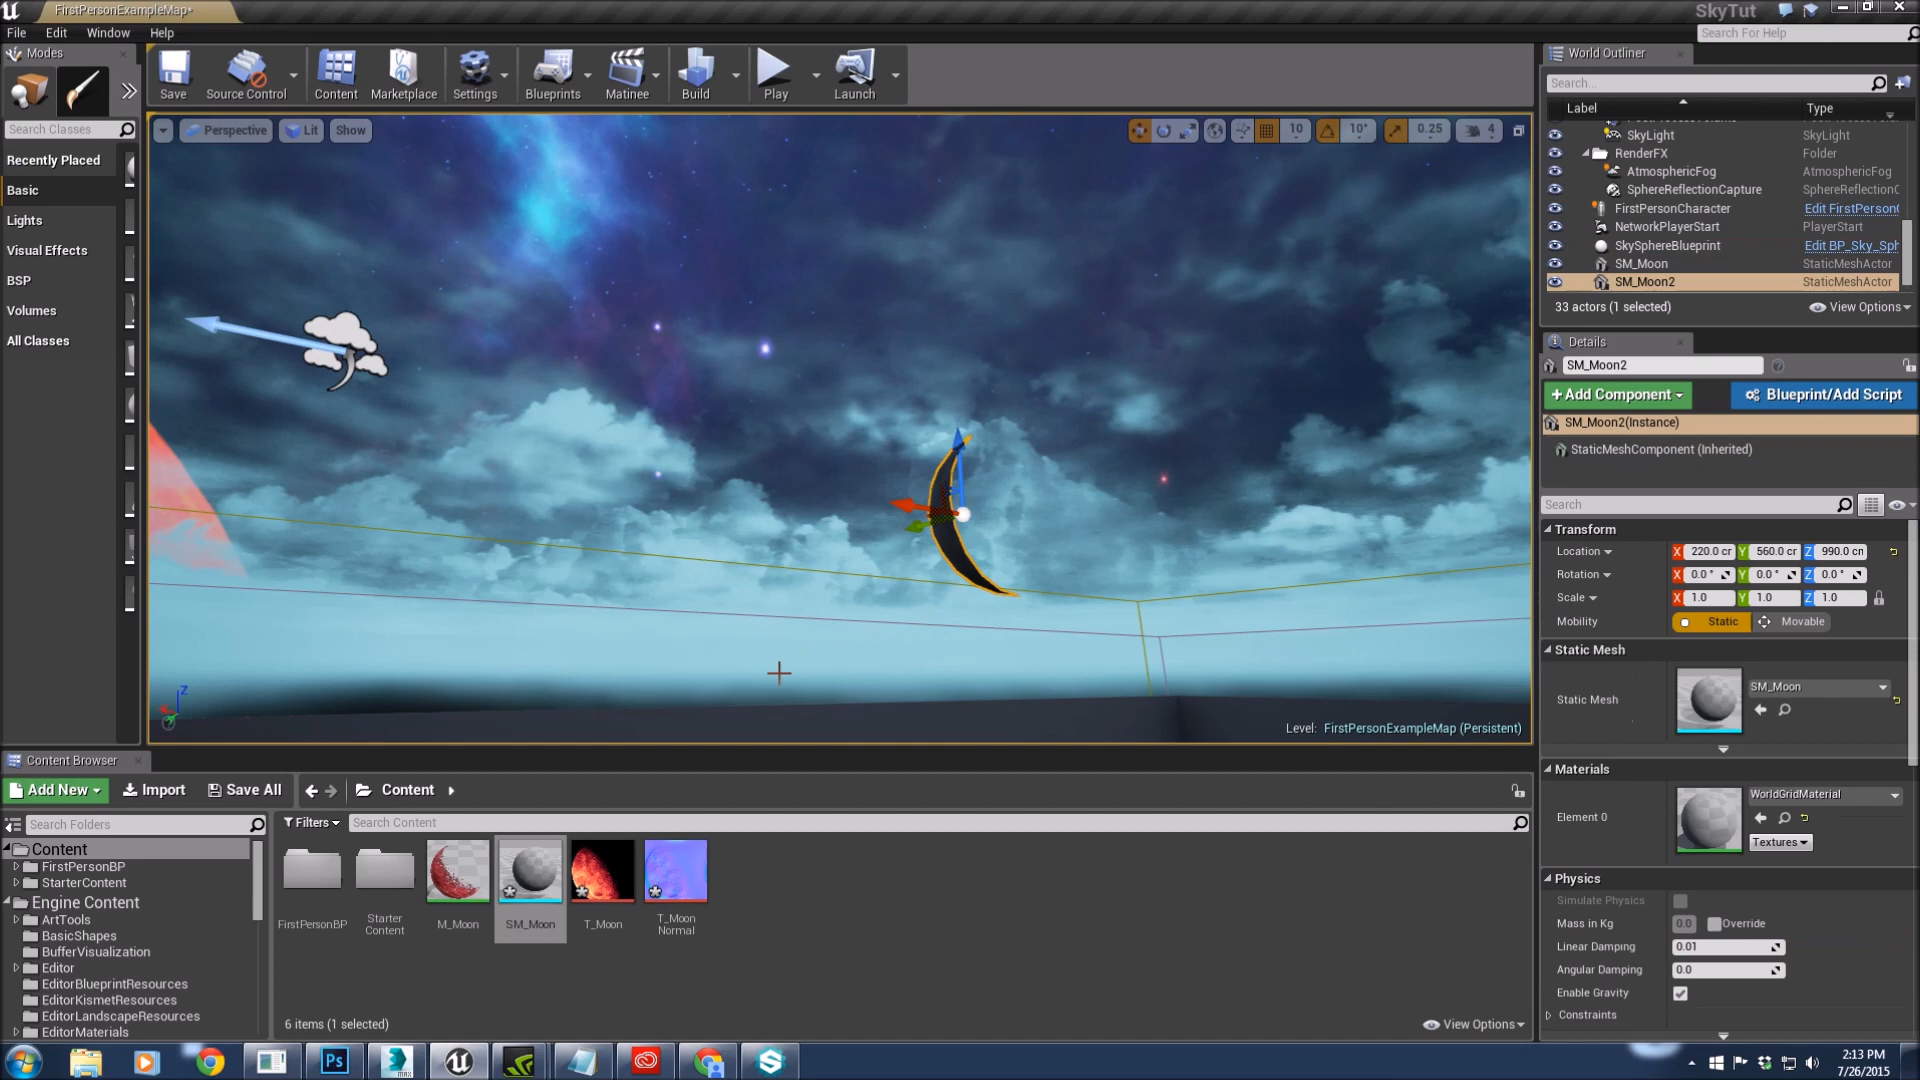 FirstPersonExampleMap*
SkyTut
File Edit Window Help
Search For Help
Modes
Search Classes
Recently Placed
Basic
Lights
Visual Effects
BSP
Volumes
All Classes
Save
Source Control
Content
Marketplace
Settings
Blueprints
Matinee
Build
Play
Launch
Perspective
Lit
Show
10
10°
0.25
4
Level: FirstPersonExampleMap (Persistent)
Z
World Outliner
Search...
Label Type
SkyLight SkyLight
RenderFX Folder
AtmosphericFog AtmosphericFog
SphereReflectionCapture SphereReflectionC
FirstPersonCharacter Edit FirstPerson
NetworkPlayerStart PlayerStart
SkySphereBlueprint Edit BP_Sky_Sph
SM_Moon StaticMeshActor
SM_Moon2 StaticMeshActor
33 actors (1 selected)
View Options
Details
SM_Moon2
+Add Component
Blueprint/Add Script
SM_Moon2(Instance)
StaticMeshComponent (Inherited)
Search
Transform
Location X 220.0 cr Y 560.0 cr Z 990.0 cn
Rotation X 0.0 ° Y 0.0 ° Z 0.0 °
Scale X 1.0 Y 1.0 Z 1.0
Mobility Static Movable
Static Mesh
Static Mesh
SM_Moon
Materials
Element 0
WorldGridMaterial
Textures
Physics
Simulate Physics
Mass in Kg 0.0 Override
Linear Damping 0.01
Angular Damping 0.0
Enable Gravity
Constraints
Content Browser
Add New
Import
Save All
Content
Search Folders
Filters
Search Content
Content
FirstPersonBP
StarterContent
Engine Content
ArtTools
BasicShapes
BufferVisualization
Editor
EditorBlueprintResources
EditorKismetResources
EditorLandscapeResources
EditorMaterials
FirstPersonBP
Starter
Content
M_Moon
SM_Moon
T_Moon
T_Moon
Normal
6 items (1 selected)
View Options
Ps
MAX
2:13 PM
7/26/2015